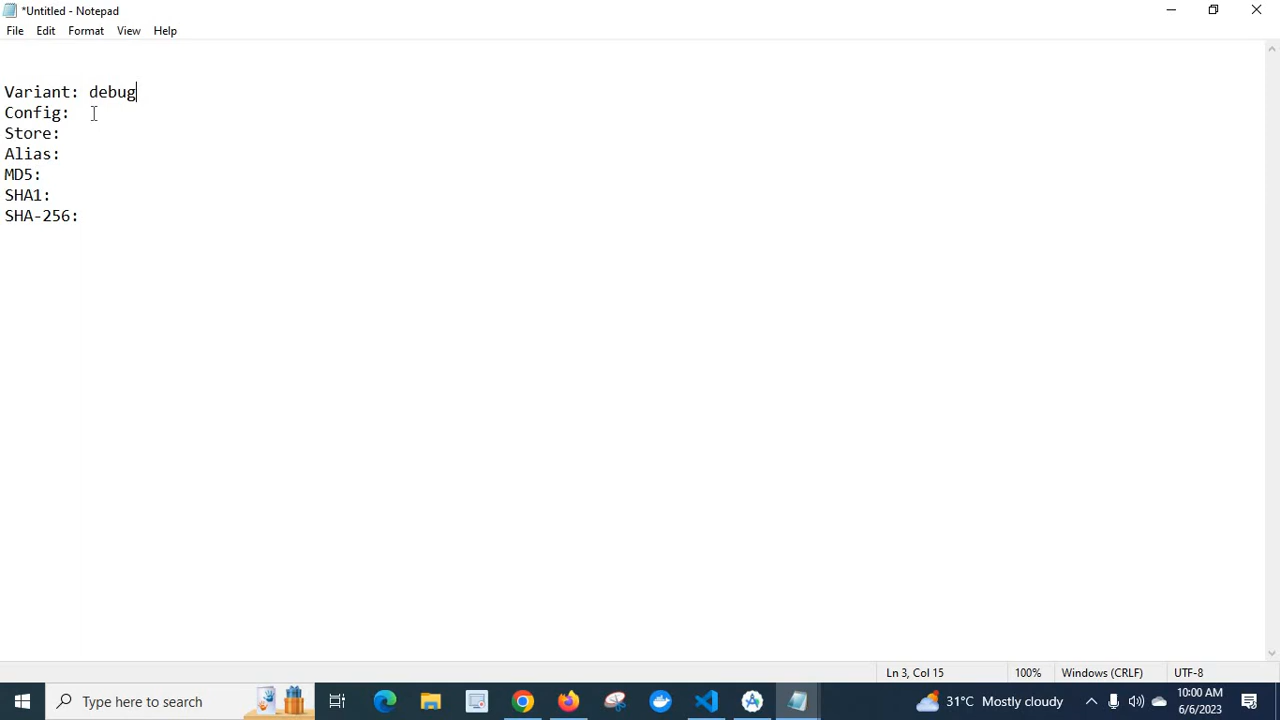 *Untitled - Notepad
File Edit Format View Help
Variant: debug
Config:
Store:
Alias:
MD5:
SHA1:
SHA-256:
Ln 3, Col 15 100% Windows (CRLF) UTF-8
Type here to search 31°C Mostly cloudy 10:00 AM
6/6/2023